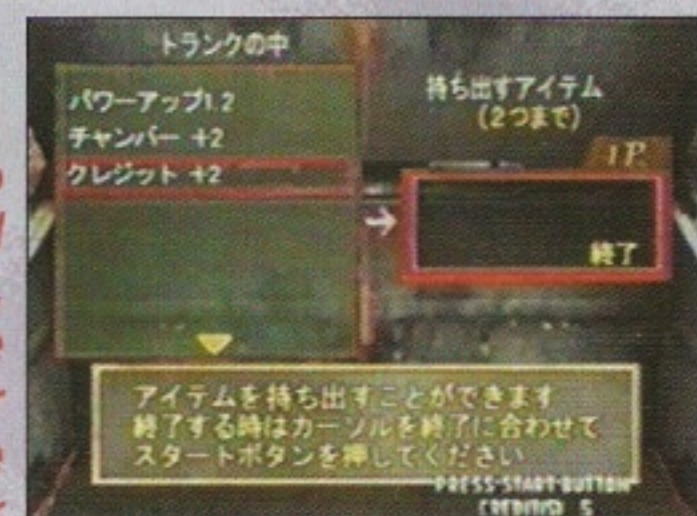 トランクの中
パワーアップ1.2
チャンバー +2
クレジット +2
持ち出すアイテム
(2つまで)
1P
終了
アイテムを持ち出すことができます
終了する時はカーソルを終了に合わせて
スタートボタンを押してください
PRESS START BUTTON
CREDIT(S) 5